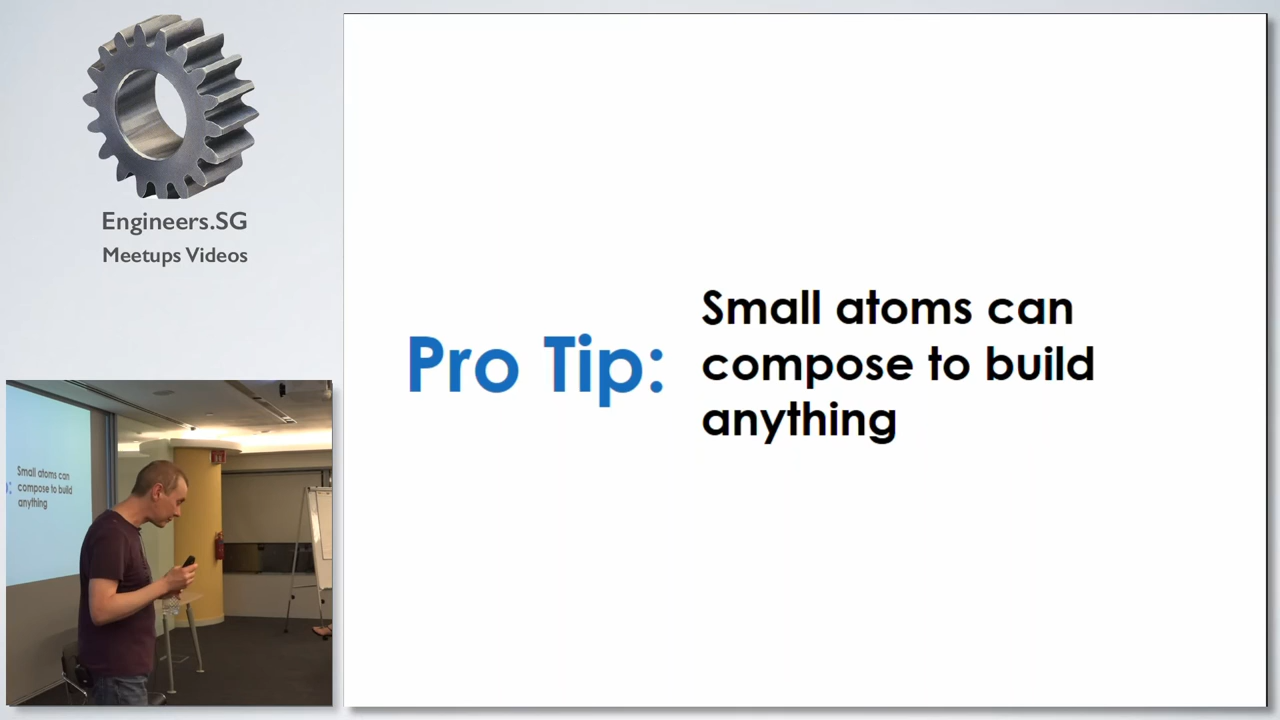 Engineers.SG
Meetups Videos
Pro Tip:
Small atoms can
compose to build
anything
Small atoms can
compose to build
anything